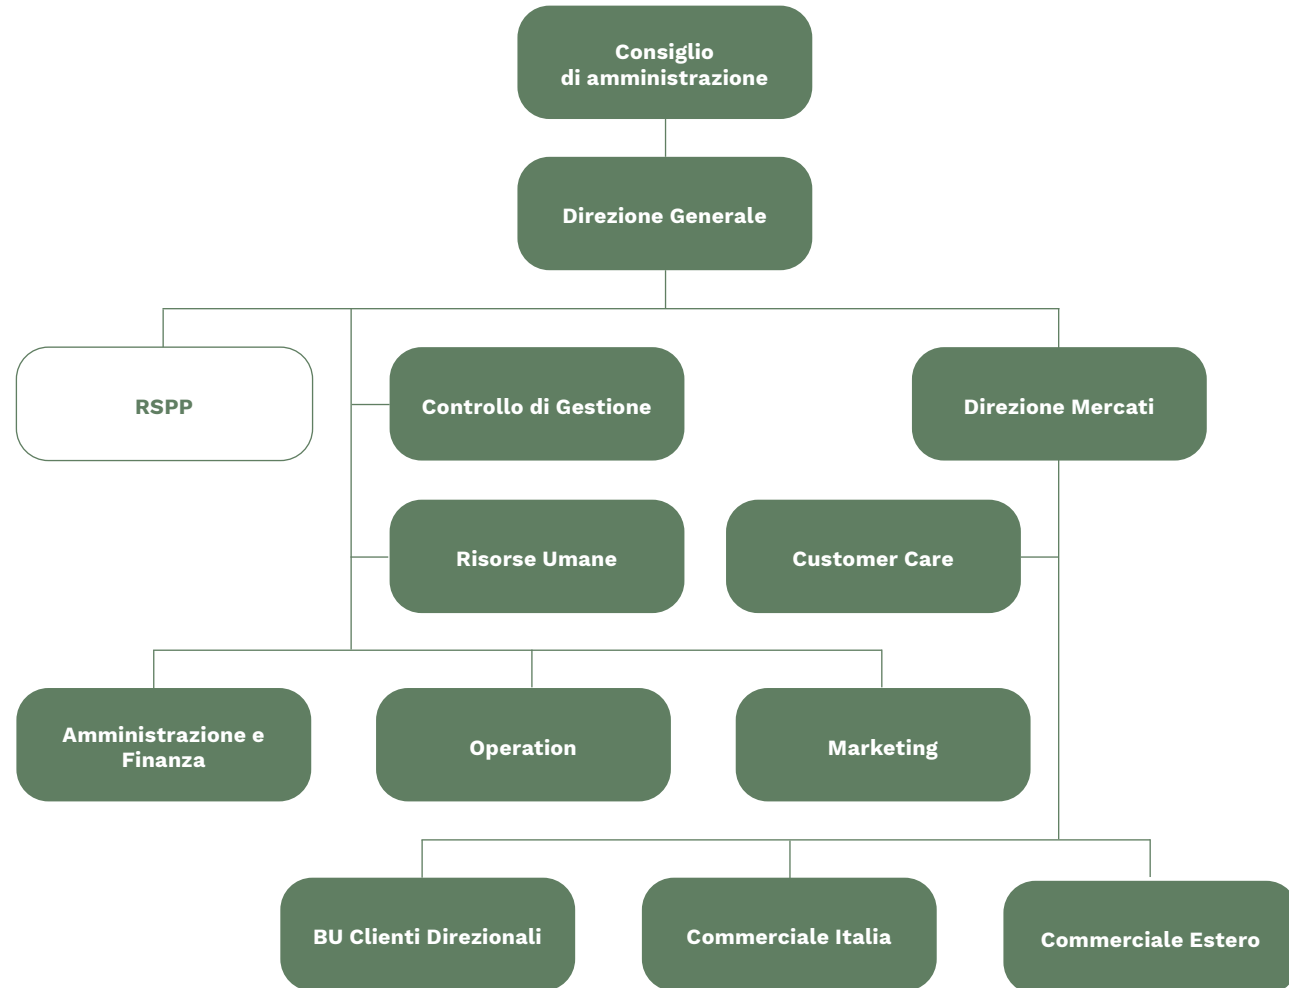 Consiglio
di amministrazione
Direzione Generale
RSPP
Controllo di Gestione
Direzione Mercati
Risorse Umane
Customer Care
Amministrazione e
Finanza
Operation
Marketing
BU Clienti Direzionali
Commerciale Italia
Commerciale Estero